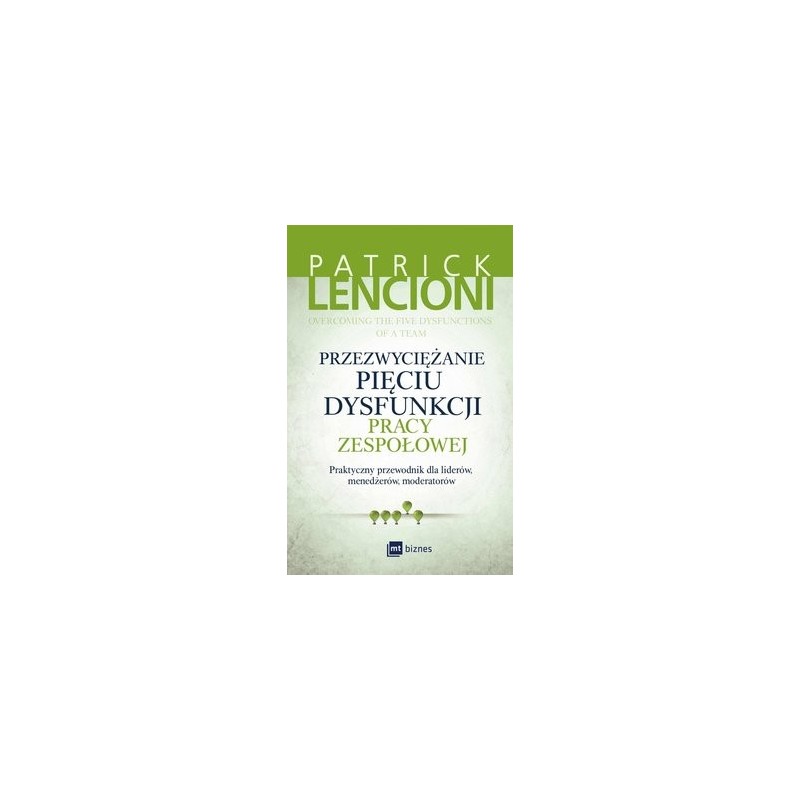 PATRICK
LENCIONI
OVERCOMING THE FIVE DYSFUNCTIONS
OF A TEAM
PRZEZWYCIĘŻANIE
PIĘCIU
DYSFUNKCJI
PRACY
ZESPOŁOWEJ
Praktyczny przewodnik dla liderów,
menedżerów, moderatorów
mt biznes